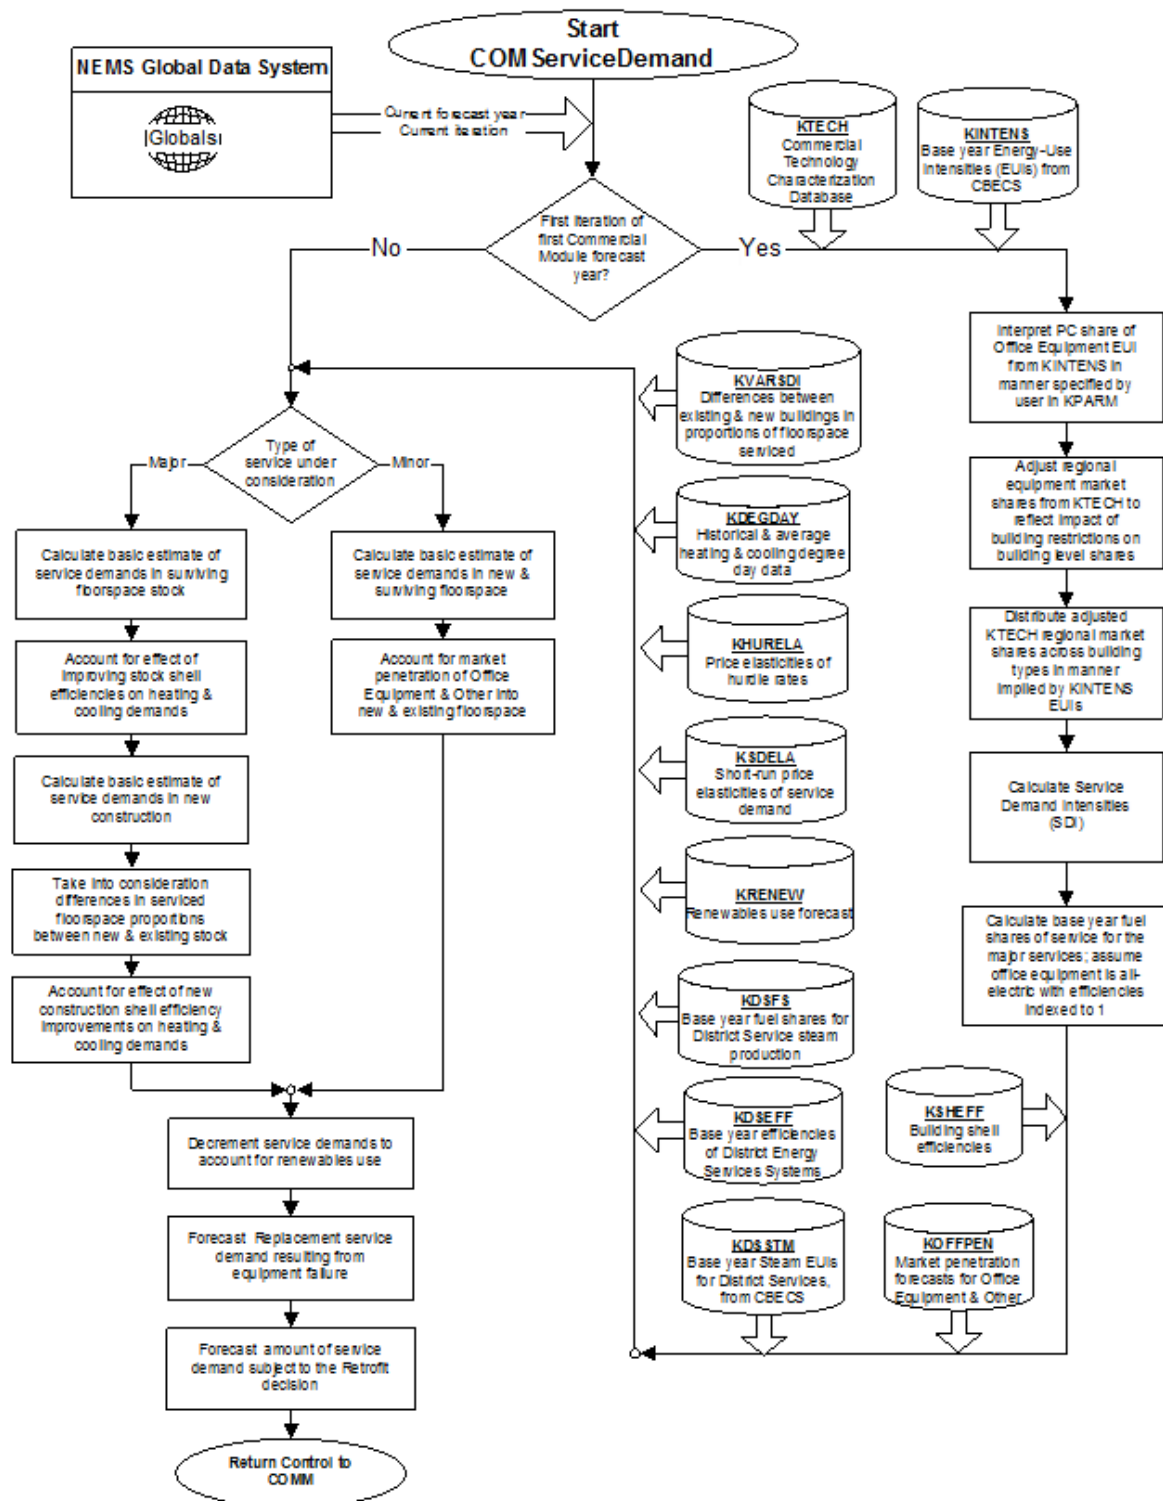 Start
COMServiceDemand
NEMS Global Data System
Globals
Current forecast year
Current iteration
KTECH
Commercial
Technology
Characterization
Database
KINTENS
Base year Energy-Use
Intensities (EUIs) from
CBECS
First Iteration of
first Commercial
Module forecast
year?
No
Yes
Interpret PC share of
Office Equipment EUI
from KINTENS in
manner specified by
user in KPARM
KVARSDI
Differences between
existing & new buildings in
proportions of floorspace
serviced
Type of
service under
consideration
Major
Minor
Adjust regional
equipment market
shares from KTECH to
reflect impact of
building restrictions on
building level shares
KDEGDAY
Historical & average
heating & cooling degree
day data
Calculate basic estimate of
service demands in surviving
floorspace stock
Calculate basic estimate of
service demands in new &
surviving floorspace
KHURELA
Price elasticities of
hurdle rates
Distribute adjusted
KTECH regional market
shares across building
types in manner
implied by KINTENS
EUIs
Account for effect of
improving stock shell
efficiencies on heating &
cooling demands
Account for market
penetration of Office
Equipment & Other into
new & existing floorspace
KSDELA
Short-run price
elasticities of service
demand
Calculate Service
Demand Intensities
(SDI)
Calculate basic estimate of
service demands in new
construction
Take into consideration
differences in serviced
floorspace proportions
between new & existing stock
KRENEW
Renewables use forecast
Calculate base year fuel
shares of service for the
major services; assume
office equipment is all-
electric with efficiencies
indexed to 1
Account for effect of new
construction shell efficiency
improvements on heating &
cooling demands
KDSFS
Base year fuel shares for
District Service steam
production
KDSEFF
Base year efficiencies
of District Energy
Services Systems
KSHEFF
Building shell
efficiencies
Decrement service demands to
account for renewables use
Forecast Replacement service
demand resulting from
equipment failure
KDSSTM
Base year Steam EUIs
for District Services,
from CBECS
KOFFPEN
Market penetration
forecasts for Office
Equipment & Other
Forecast amount of service
demand subject to the Retrofit
decision
Return Control to
COMM